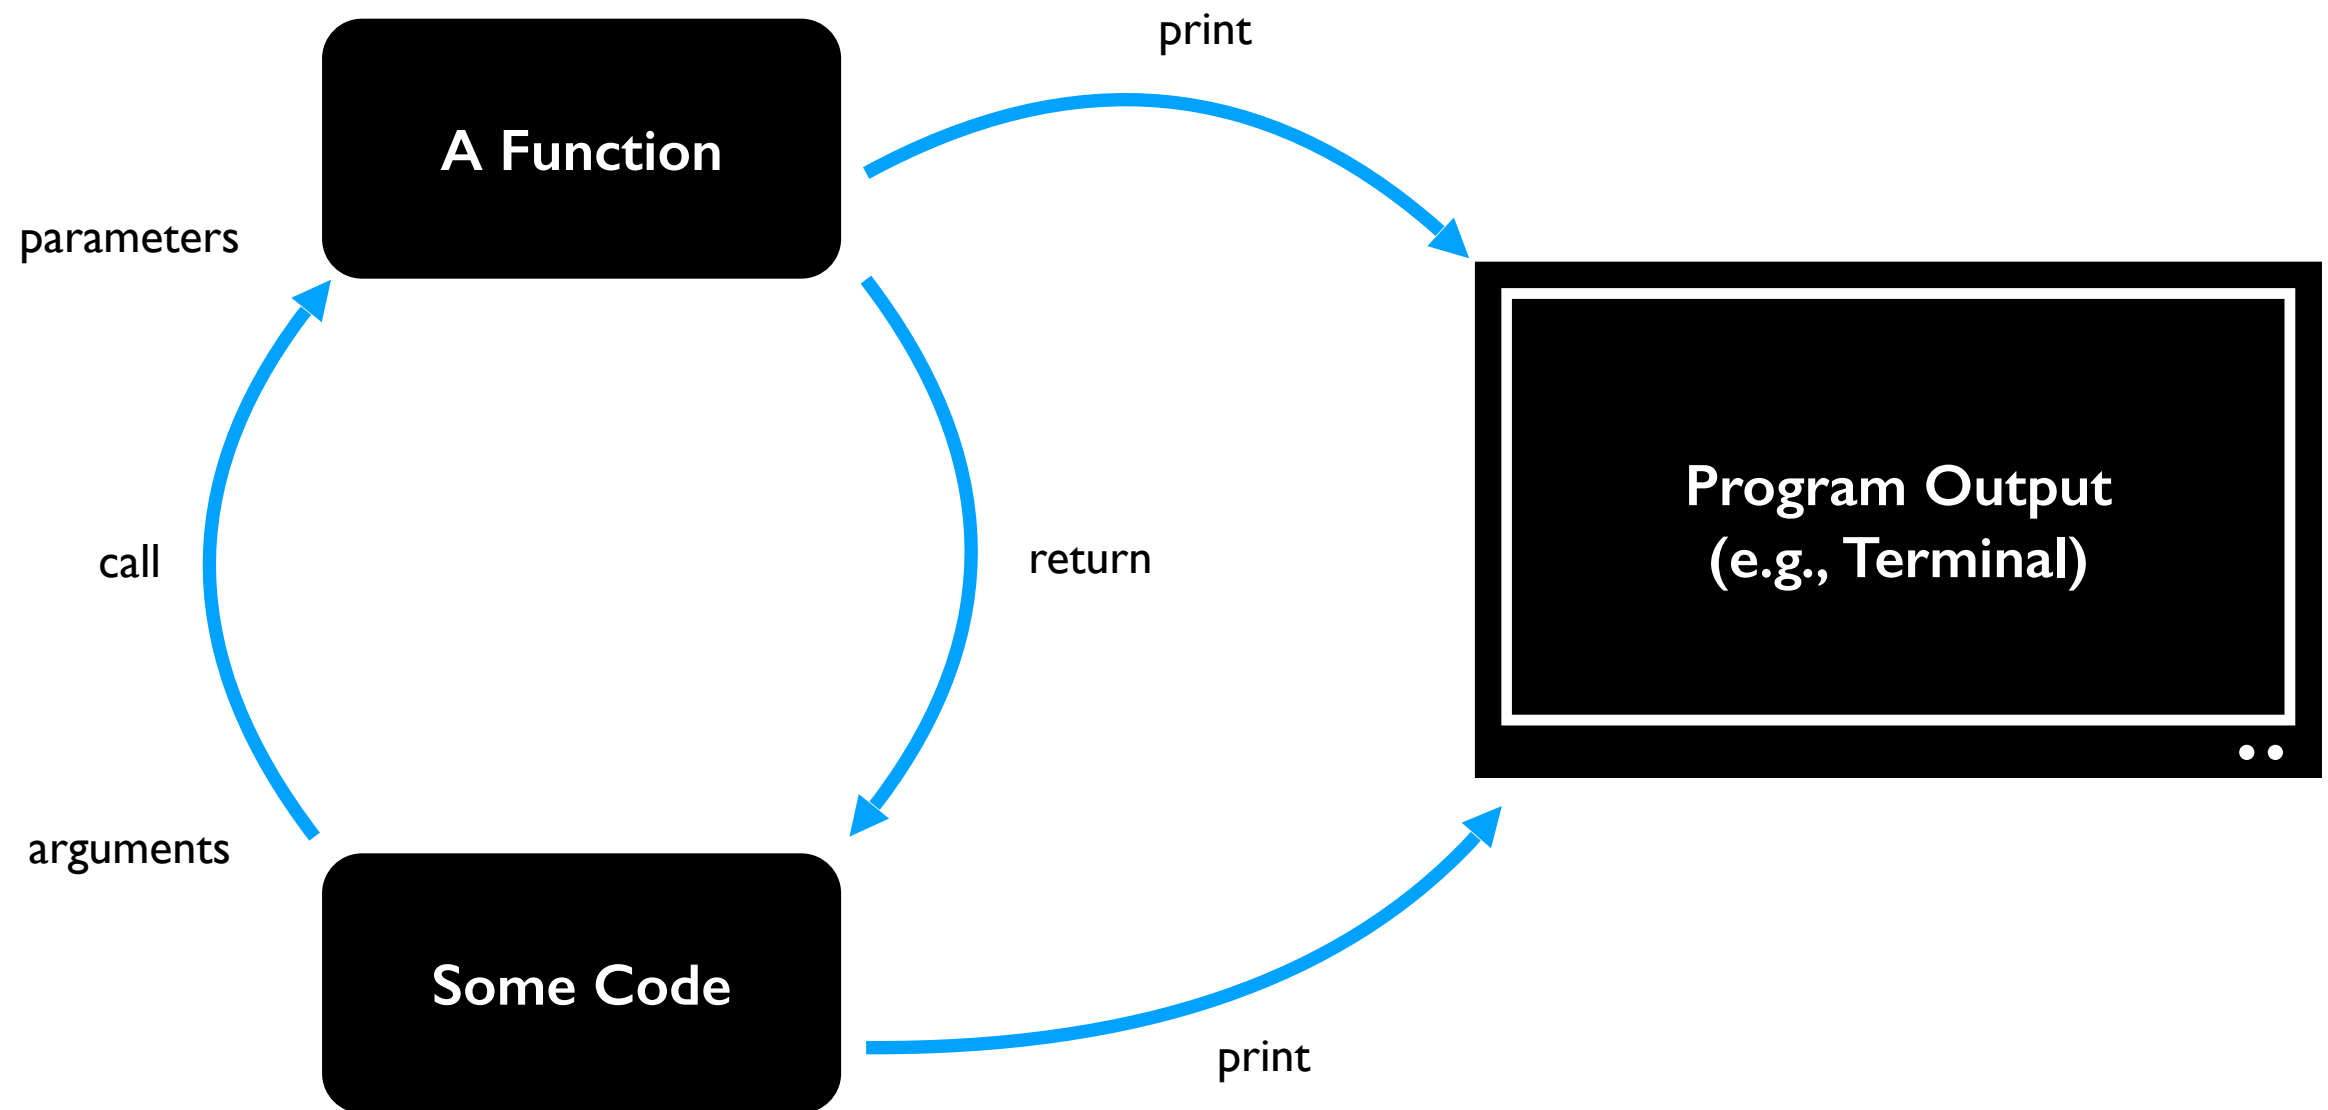 print
A Function
parameters
call
return
Program Output
(e.g., Terminal)
arguments
Some Code
print